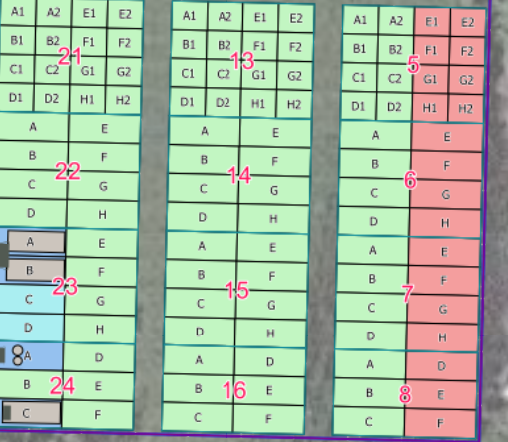 A1 A2 E1 E2
B1 B2 F1 F2
21
C1 C2 G1 G2
D1 D2 H1 H2
A E
B F
22
C G
D H
A E
B F
23
C G
D H
A D
B E
24
C F
A1 A2 E1 E2
B1 B2 F1 F2
13
C1 C2 G1 G2
D1 D2 H1 H2
A E
B F
14
C G
D H
A E
B F
15
C G
D H
A D
B E
16
C F
A1 A2 E1 E2
B1 B2 F1 F2
5
C1 C2 G1 G2
D1 D2 H1 H2
A E
B F
6
C G
D H
A E
B F
7
C G
D H
A D
B E
8
C F